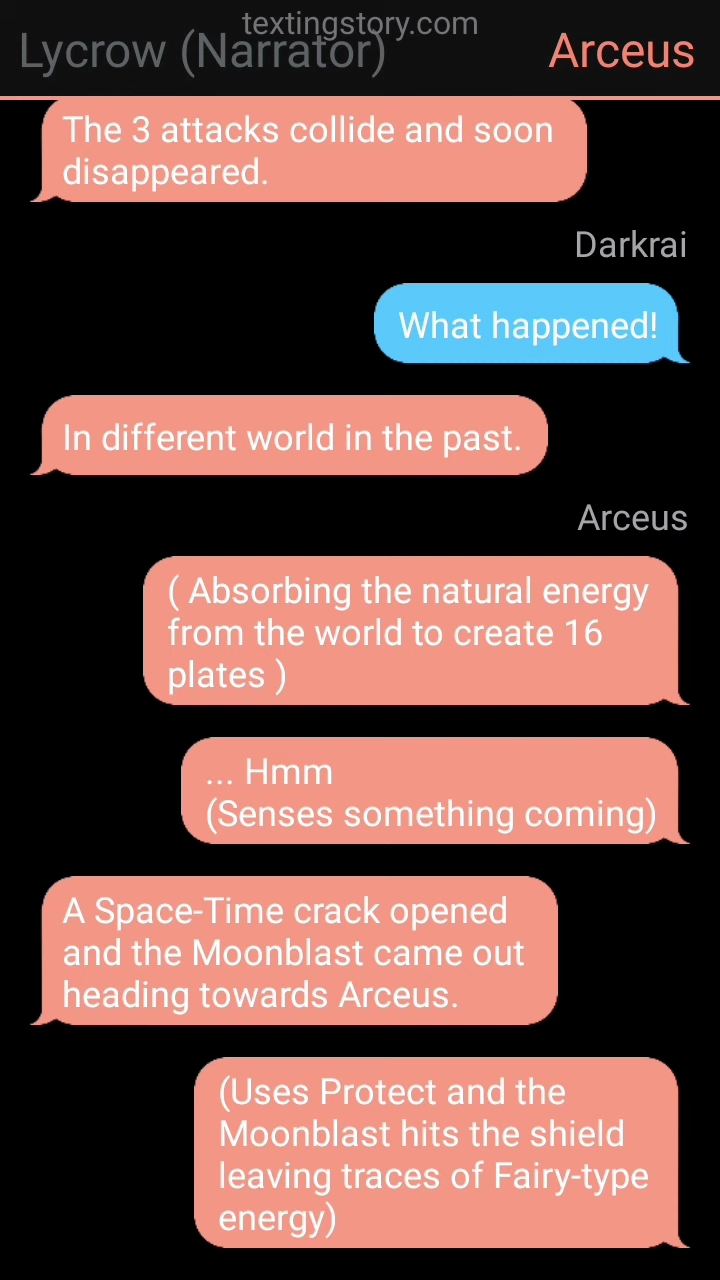 textingstory.com
Lycrow (Narrator)
Arceus
The 3 attacks collide and soon
disappeared.
Darkrai
What happened!
In different world in the past.
Arceus
( Absorbing the natural energy
from the world to create 16
plates )
... Hmm
(Senses something coming)
A Space-Time crack opened
and the Moonblast came out
heading towards Arceus.
(Uses Protect and the
Moonblast hits the shield
leaving traces of Fairy-type
energy)